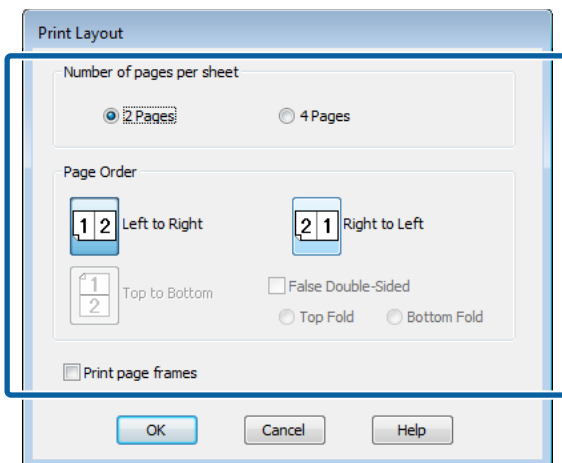 Print Layout
Number of pages per sheet
2 Pages
4 Pages
Page Order
1 2 Left to Right
2 1 Right to Left
1
2
Top to Bottom
False Double-Sided
Top Fold
Bottom Fold
Print page frames
OK
Cancel
Help